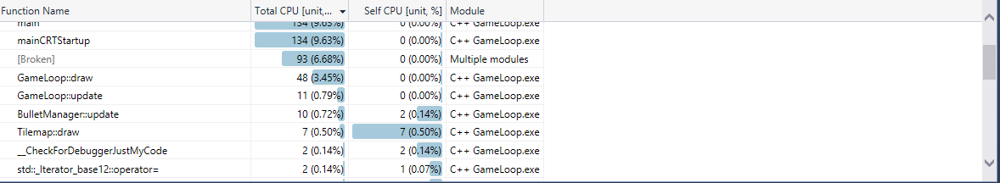 Function Name Total CPU [unit,... Self CPU [unit, %] Module
main 134 (9.63%) 0 (0.00%) C++ GameLoop.exe
mainCRTStartup 134 (9.63%) 0 (0.00%) C++ GameLoop.exe
[Broken] 93 (6.68%) 0 (0.00%) Multiple modules
GameLoop::draw 48 (3.45%) 0 (0.00%) C++ GameLoop.exe
GameLoop::update 11 (0.79%) 0 (0.00%) C++ GameLoop.exe
BulletManager::update 10 (0.72%) 2 (0.14%) C++ GameLoop.exe
Tilemap::draw 7 (0.50%) 7 (0.50%) C++ GameLoop.exe
__CheckForDebuggerJustMyCode 2 (0.14%) 2 (0.14%) C++ GameLoop.exe
std::_Iterator_base12::operator= 2 (0.14%) 1 (0.07%) C++ GameLoop.exe